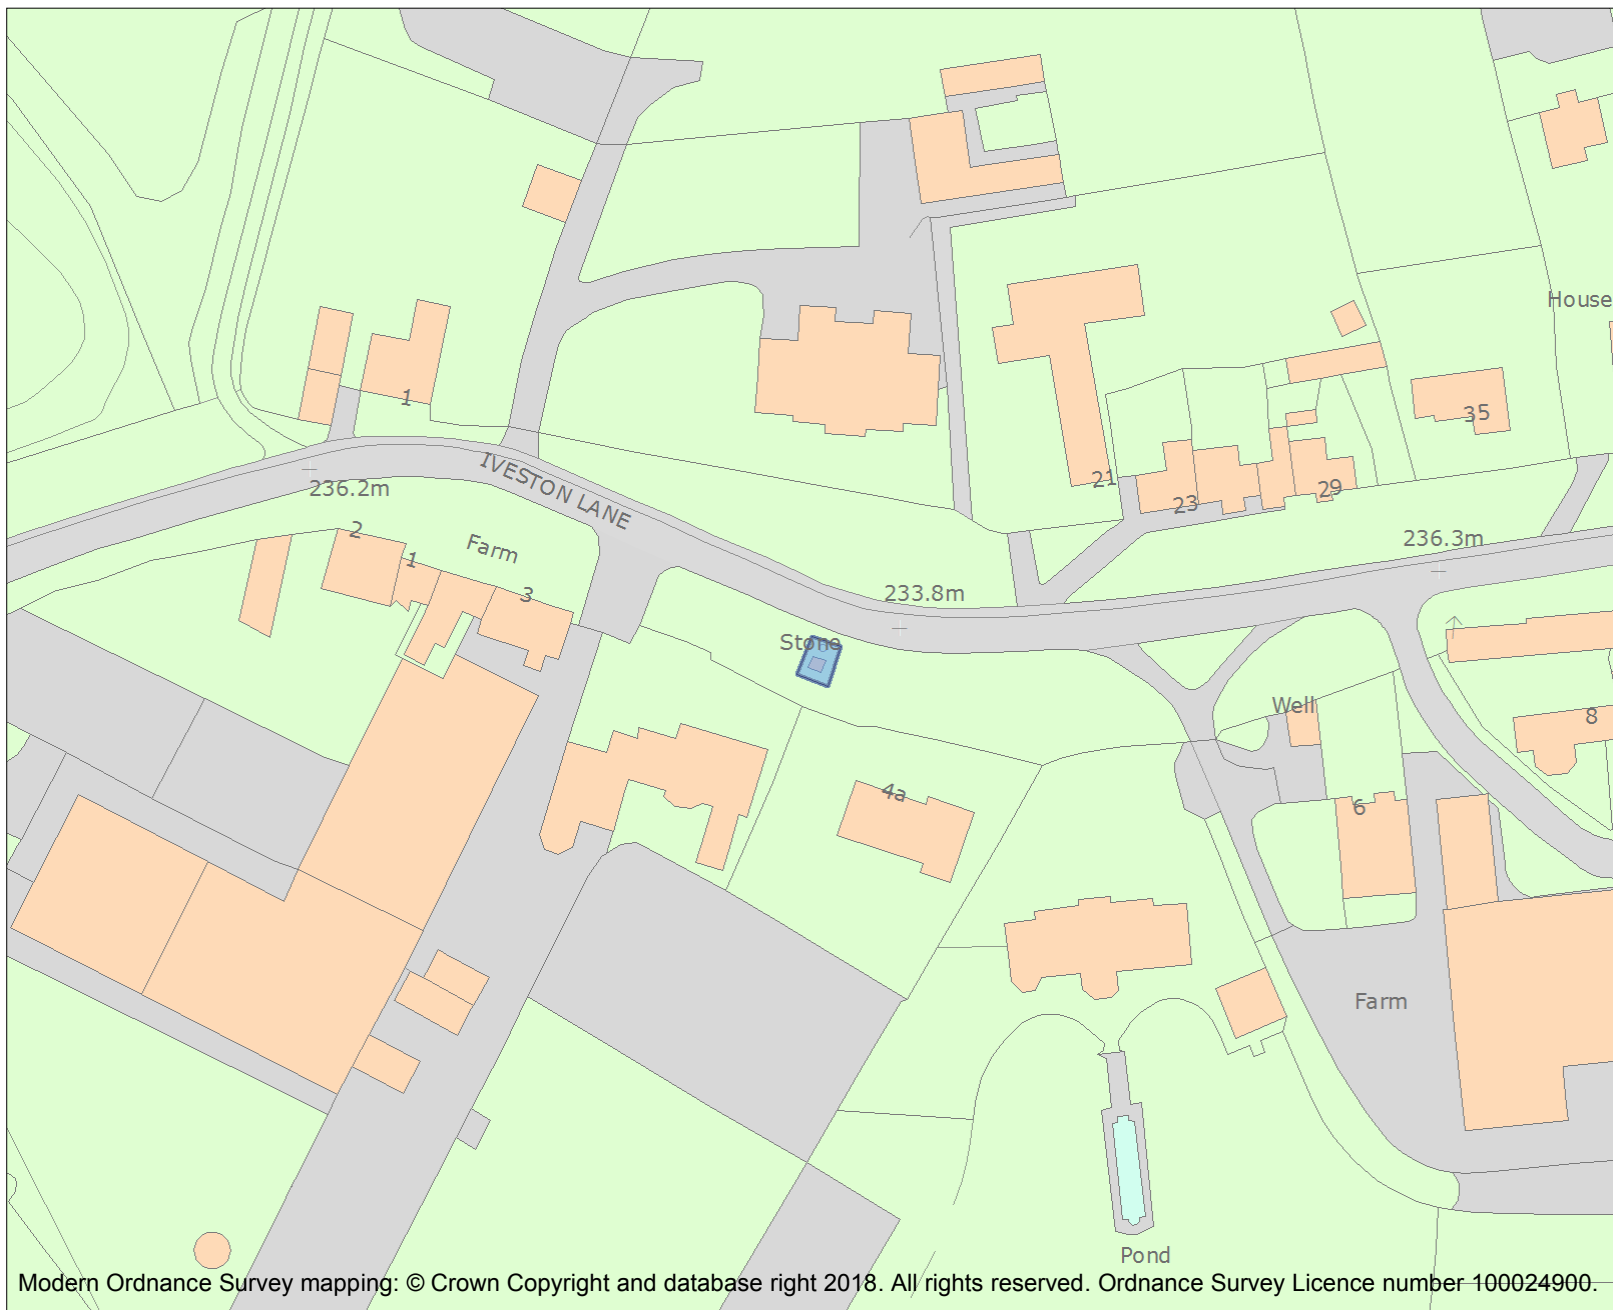 House
1
35
IVESTON LANE
21
23
29
236.2m
2
1
Farm
3
236.3m
233.8m
Stone
Well
8
4a
6
Farm
Pond
Modern Ordnance Survey mapping: © Crown Copyright and database right 2018. All rights reserved. Ordnance Survey Licence number 100024900.